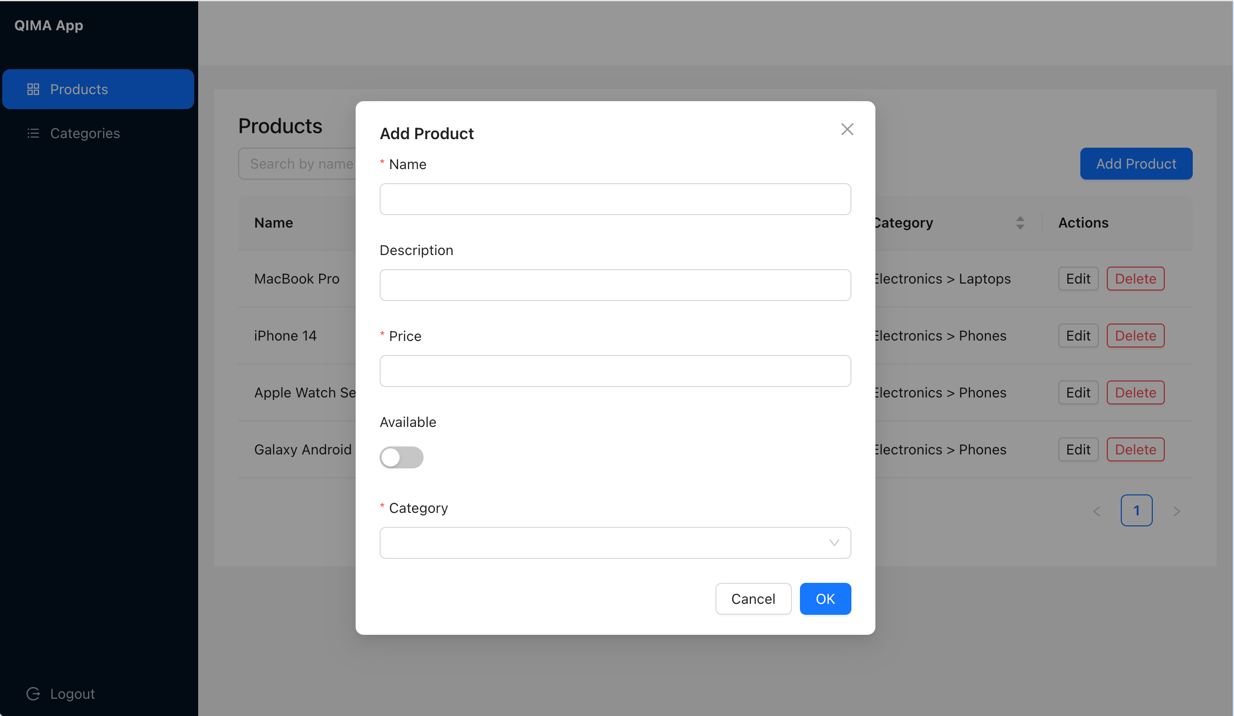 QIMA App
Products
Categories
Logout
Products
Search by name
Add Product
Name
Category
Actions
MacBook Pro
Electronics > Laptops
Edit
Delete
iPhone 14
Electronics > Phones
Edit
Delete
Apple Watch Se
Electronics > Phones
Edit
Delete
Galaxy Android
Electronics > Phones
Edit
Delete
1
Add Product
* Name
Description
* Price
Available
* Category
Cancel
OK